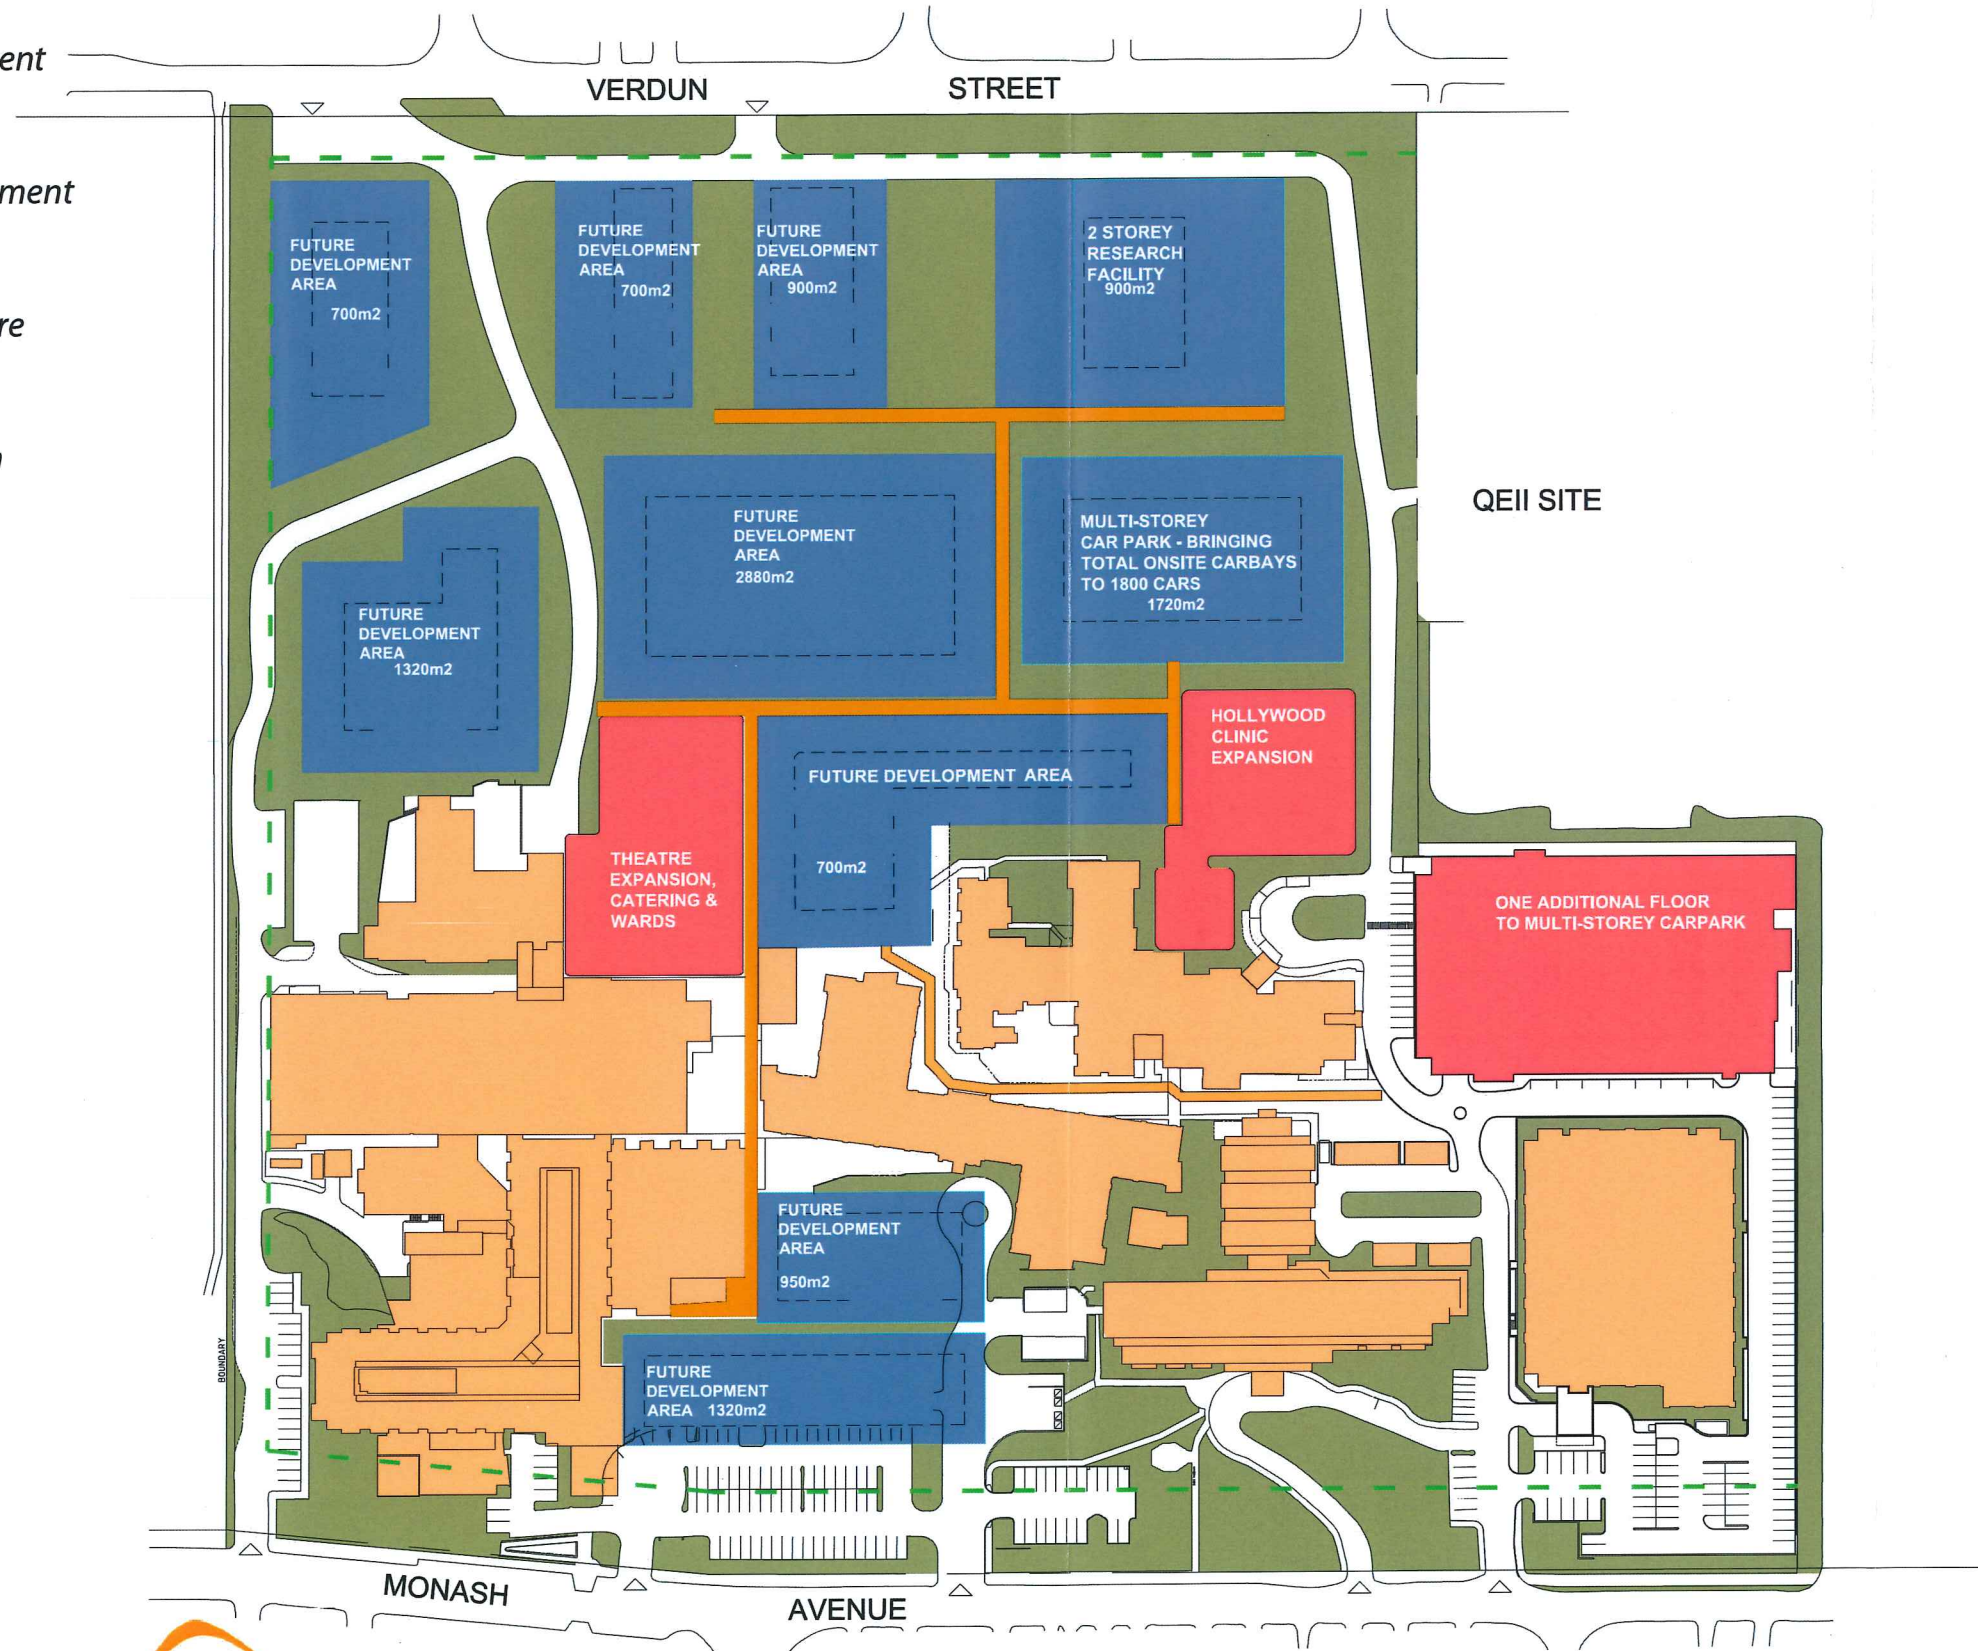 ent
VERDUN STREET
ment
FUTURE
DEVELOPMENT
AREA
700m2
FUTURE
DEVELOPMENT
AREA
700m2
FUTURE
DEVELOPMENT
AREA
900m2
2 STOREY
RESEARCH
FACILITY
900m2
re
QEII SITE
FUTURE
DEVELOPMENT
AREA
2880m2
MULTI-STOREY
CAR PARK - BRINGING
TOTAL ONSITE CARBAYS
TO 1800 CARS
1720m2
FUTURE
DEVELOPMENT
AREA
1320m2
HOLLYWOOD
CLINIC
EXPANSION
FUTURE DEVELOPMENT AREA
700m2
THEATRE
EXPANSION,
CATERING &
WARDS
ONE ADDITIONAL FLOOR
TO MULTI-STOREY CARPARK
FUTURE
DEVELOPMENT
AREA
950m2
BOUNDARY
FUTURE
DEVELOPMENT
AREA 1320m2
MONASH AVENUE